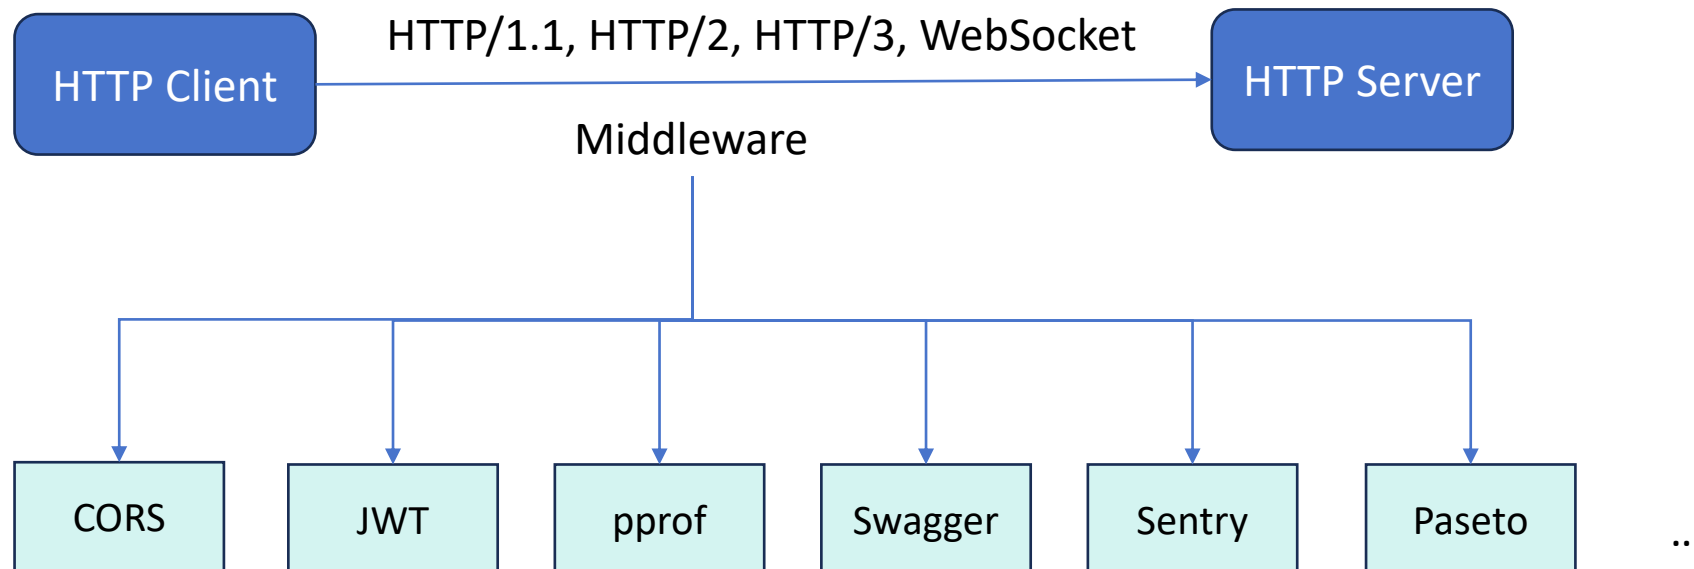 HTTP/1.1, HTTP/2, HTTP/3, WebSocket
HTTP Client
HTTP Server
Middleware
CORS
JWT
pprof
Swagger
Sentry
Paseto
..